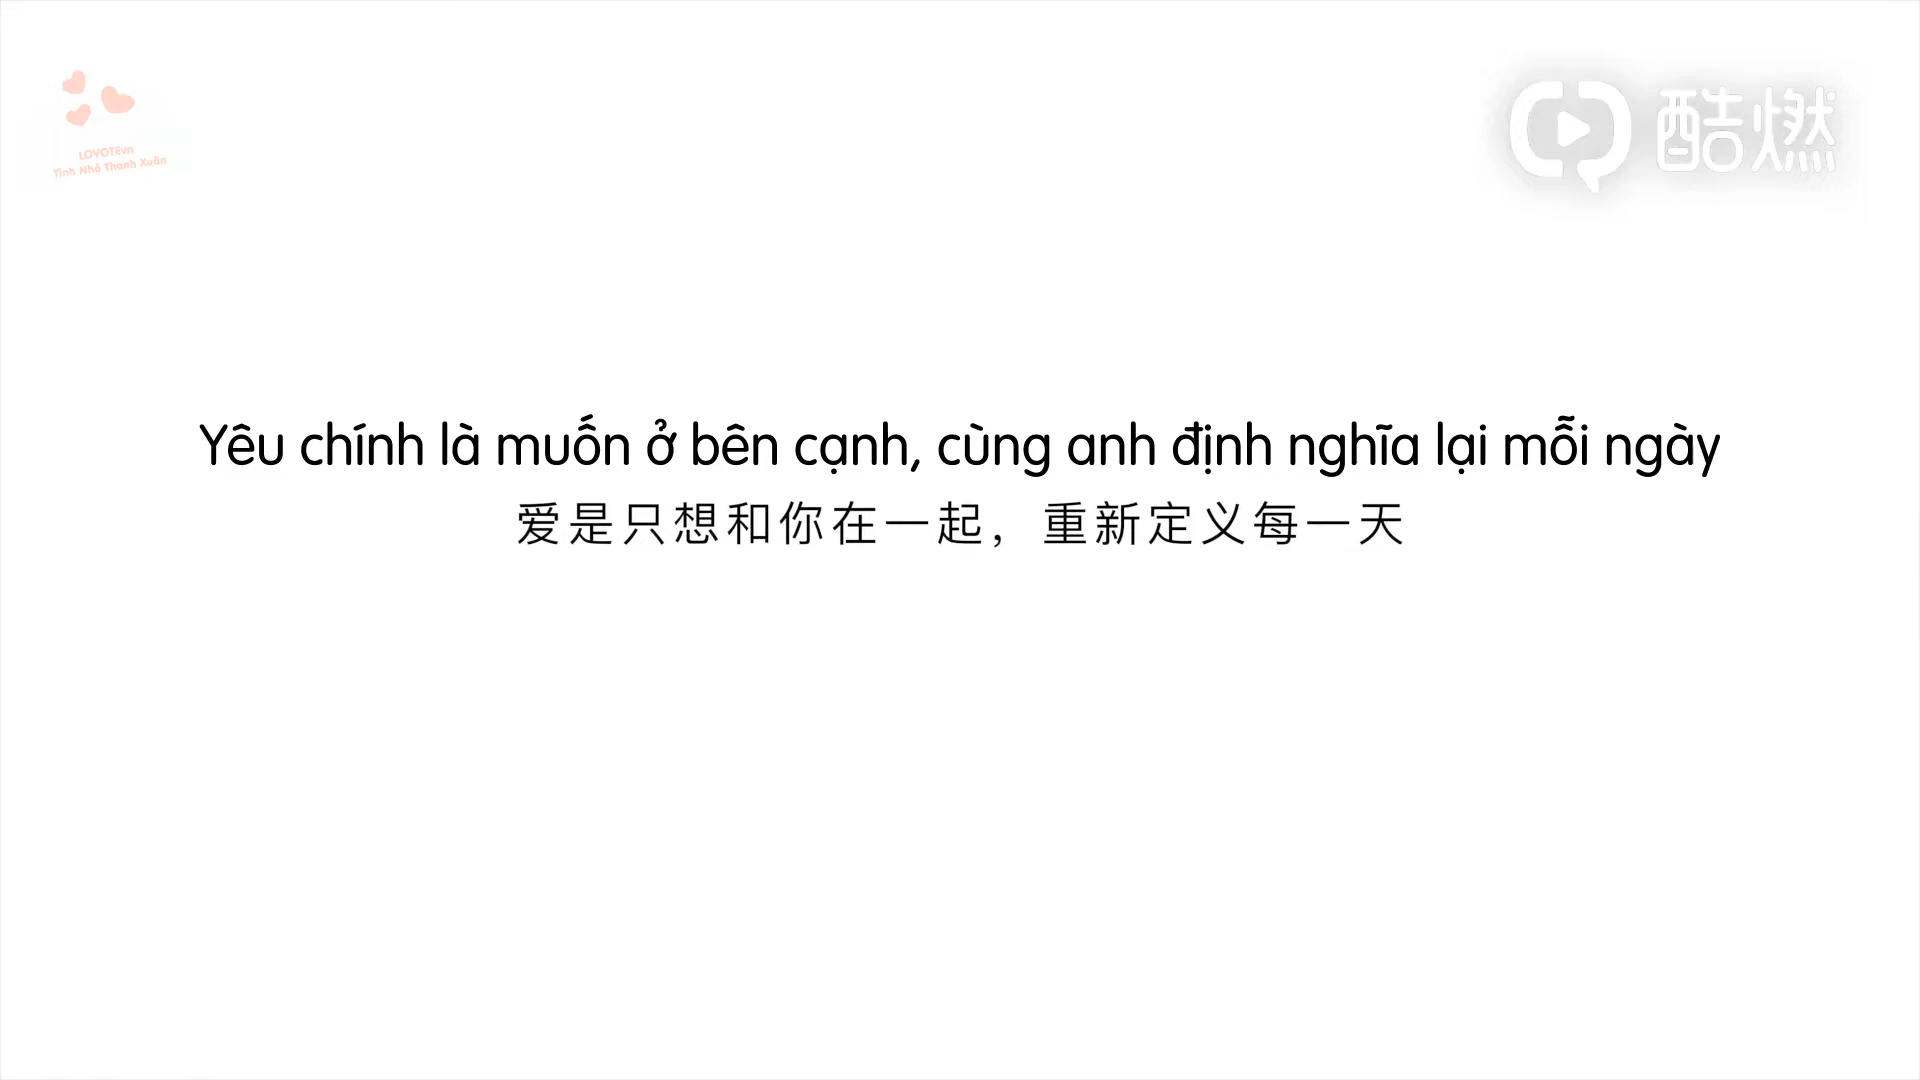 LOVOTEvn
Tình Nhỏ Thanh Xuân
酷燃
Yêu chính là muốn ở bên cạnh, cùng anh định nghĩa lại mỗi ngày
爱是只想和你在一起，重新定义每一天